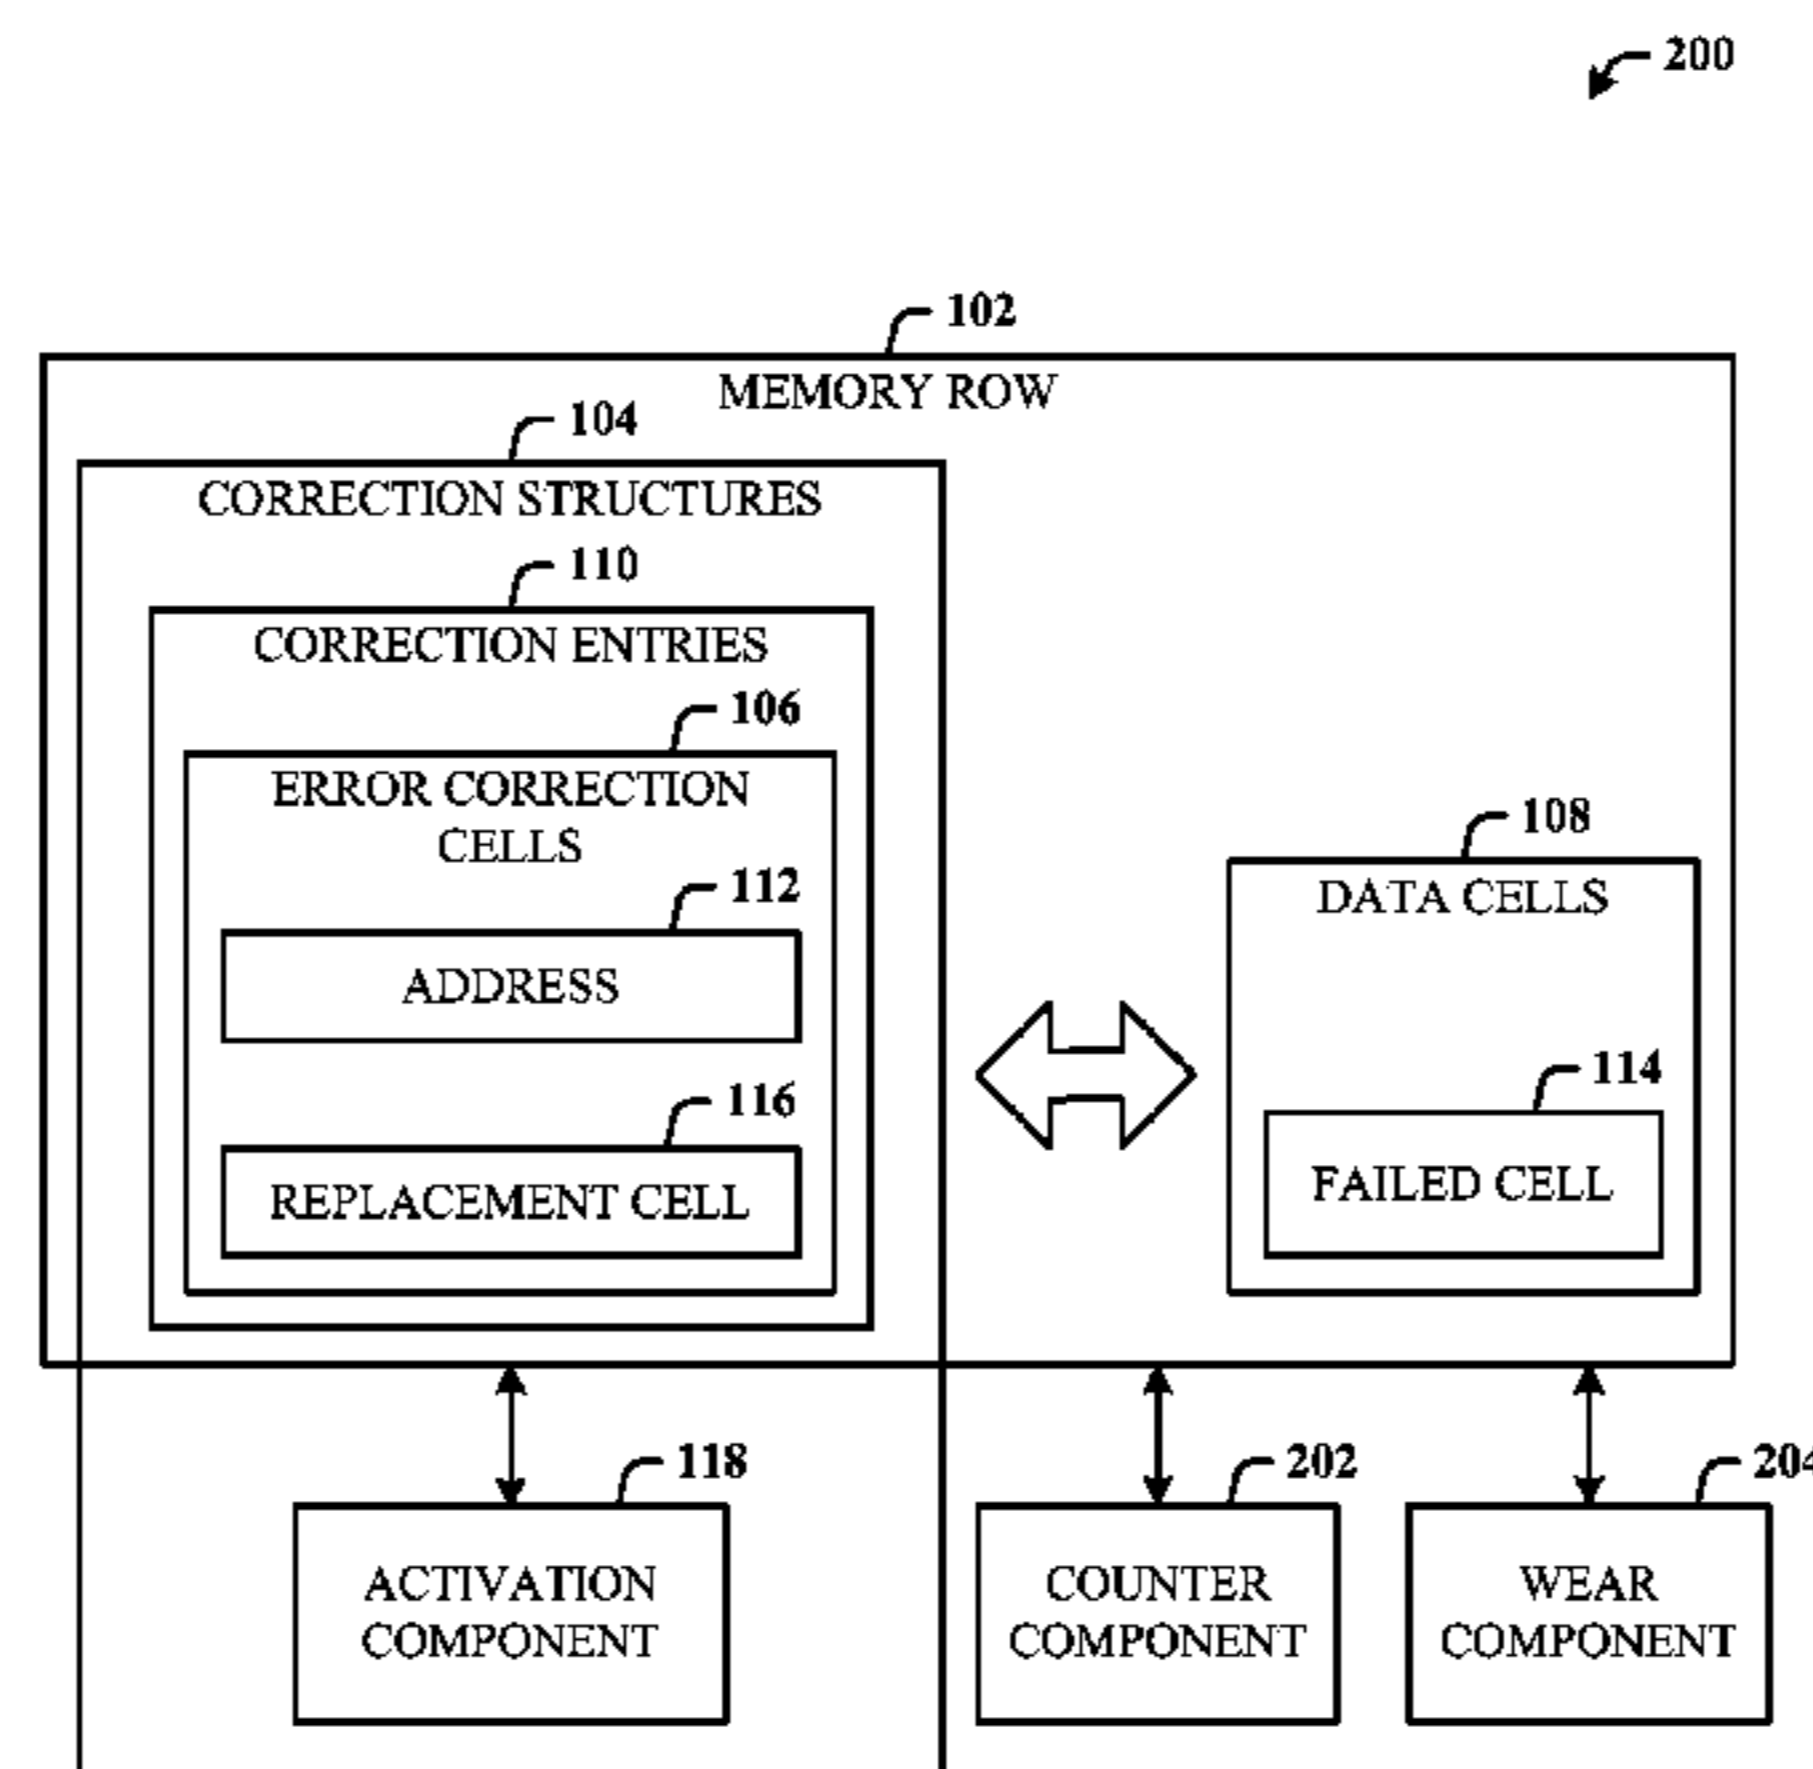 200
102
MEMORY ROW
104
CORRECTION STRUCTURES
110
CORRECTION ENTRIES
106
ERROR CORRECTION
CELLS
108
DATA CELLS
112
ADDRESS
114
FAILED CELL
116
REPLACEMENT CELL
118
ACTIVATION
COMPONENT
202
COUNTER
COMPONENT
204
WEAR
COMPONENT